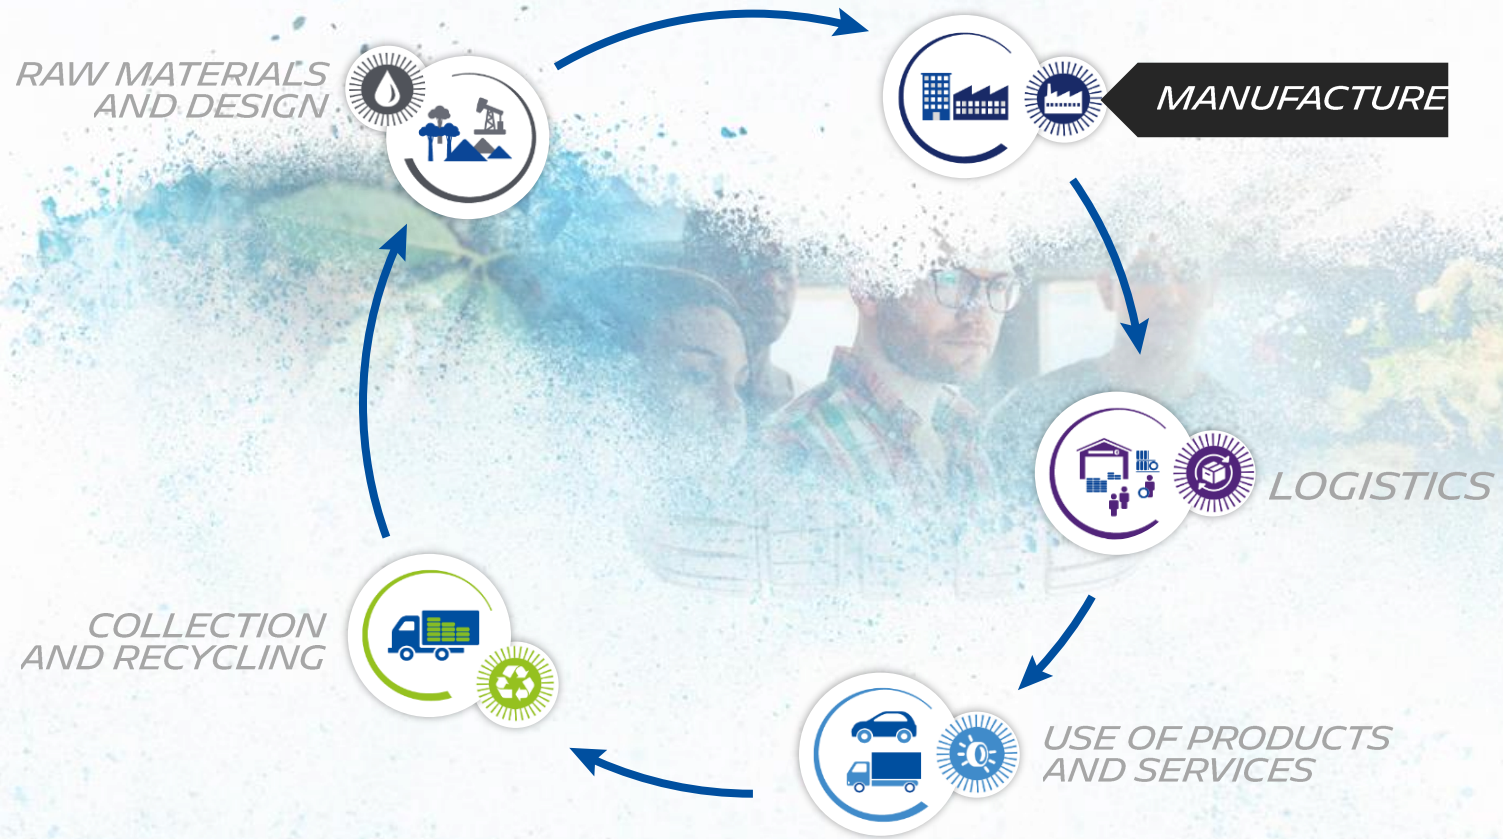 RAW MATERIALS
AND DESIGN
MANUFACTURE
LOGISTICS
COLLECTION
AND RECYCLING
USE OF PRODUCTS
AND SERVICES